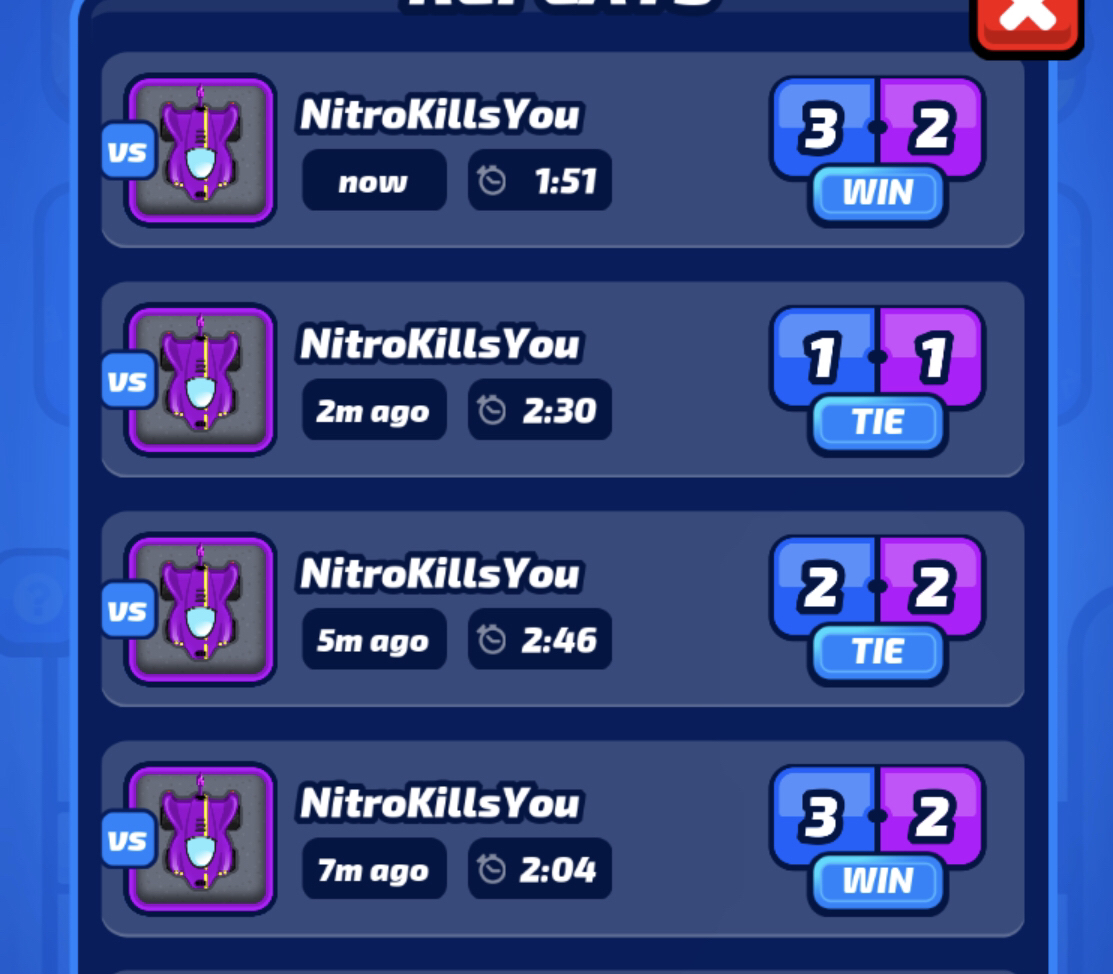 REPLAYS
vs
NitroKillsYou
now
1:51
3 2
WIN
vs
NitroKillsYou
2m ago
2:30
1 1
TIE
vs
NitroKillsYou
5m ago
2:46
2 2
TIE
?
vs
NitroKillsYou
7m ago
2:04
3 2
WIN